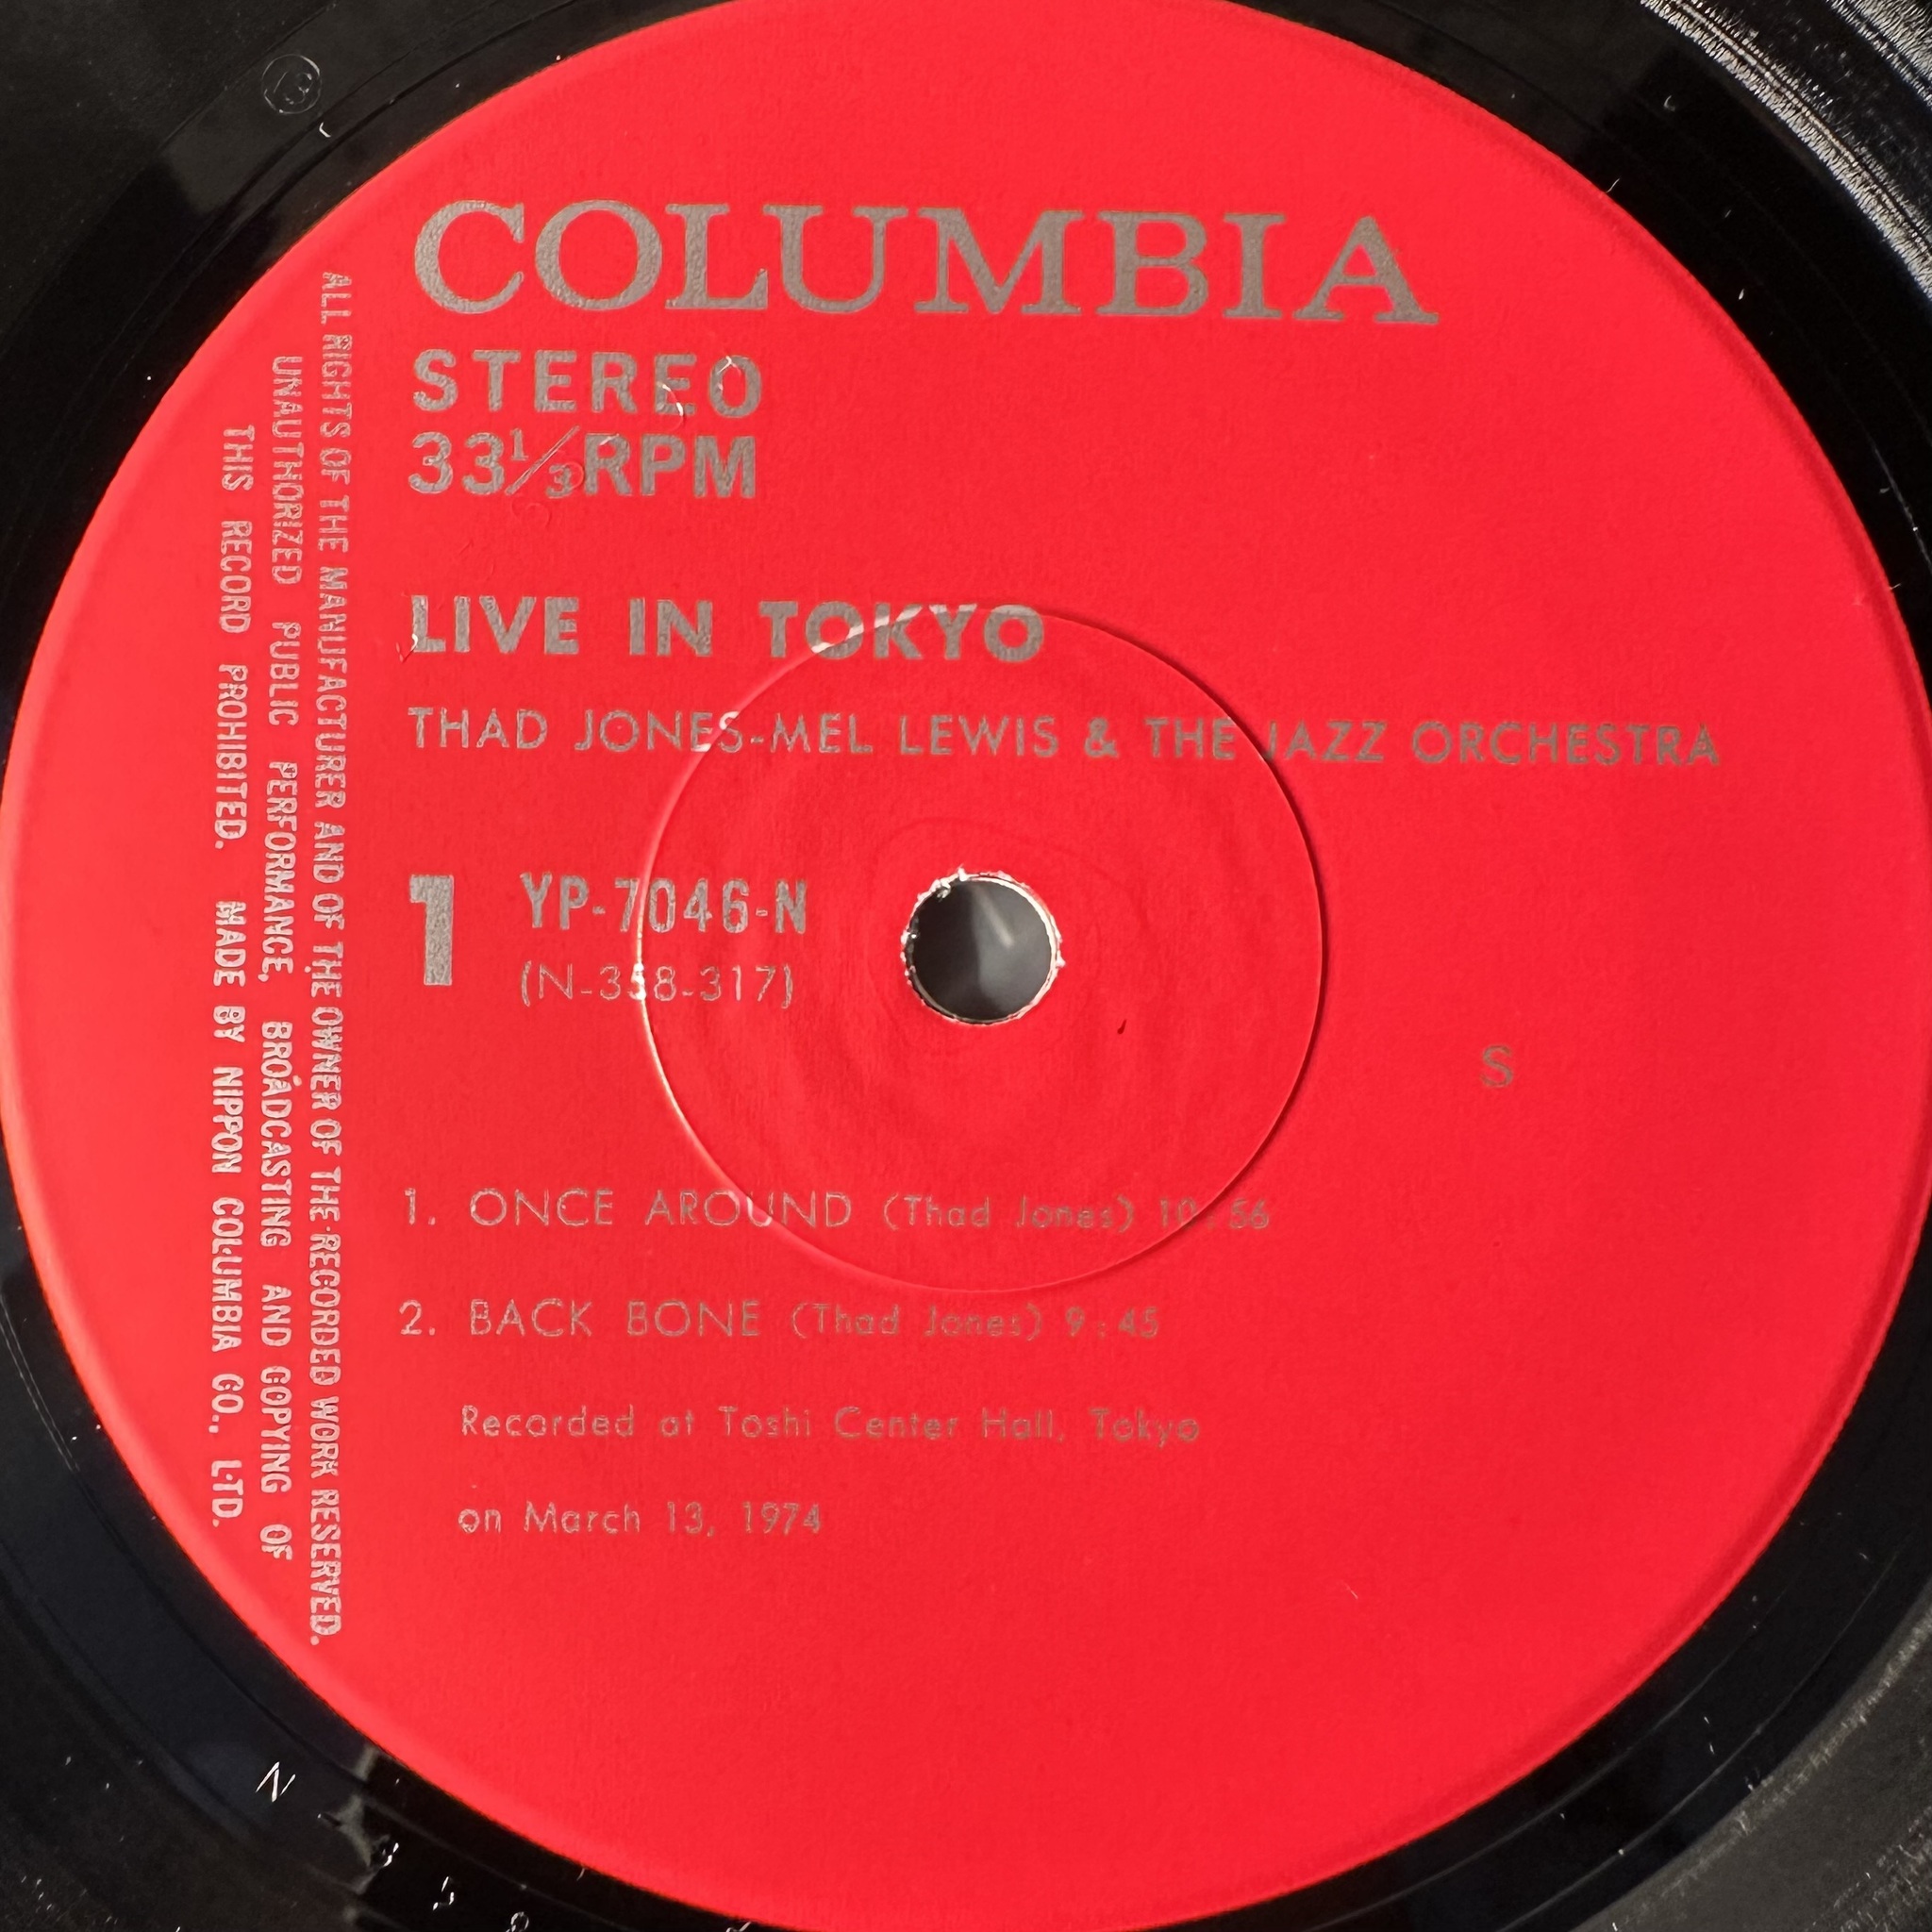 COLUMBIA
STEREO
33⅓RPM
LIVE IN TOKYO
THAD JONES-MEL LEWIS & THE JAZZ ORCHESTRA
1 YP-7046-N
(N-358-317)
S
1. ONCE AROUND (Thad Jones) 10:56
2. BACK BONE (Thad Jones) 9:45
Recorded at Toshi Center Hall, Tokyo
on March 13, 1974
ALL RIGHTS OF THE MANUFACTURER AND OF THE OWNER OF THE RECORDED WORK RESERVED.
UNAUTHORIZED PUBLIC PERFORMANCE, BROADCASTING AND COPYING OF
THIS RECORD PROHIBITED. MADE BY NIPPON COLUMBIA CO., LTD.
N - 3 5 8